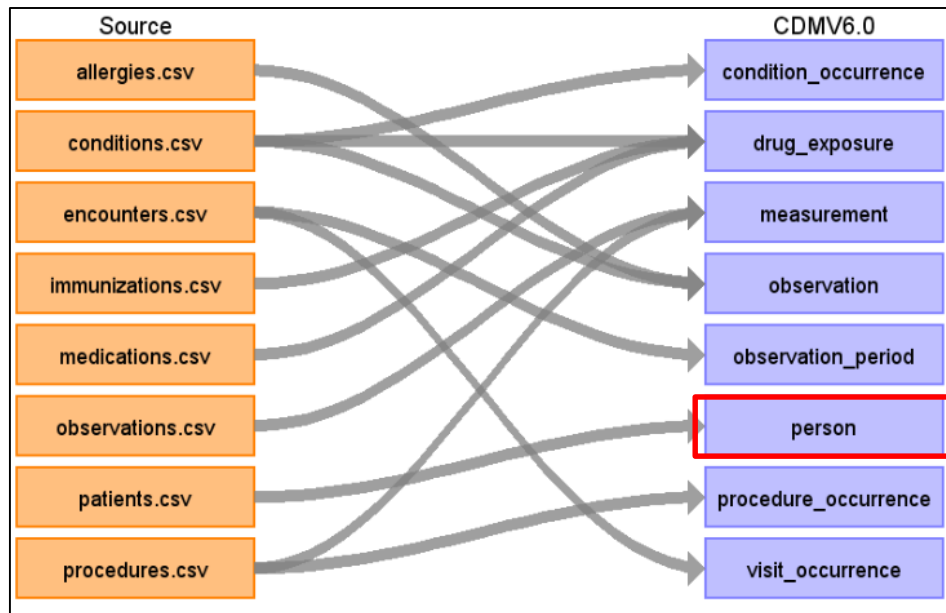 Source
CDMV6.0
allergies.csv
condition_occurrence
conditions.csv
drug_exposure
encounters.csv
measurement
immunizations.csv
observation
medications.csv
observation_period
observations.csv
person
patients.csv
procedure_occurrence
procedures.csv
visit_occurrence